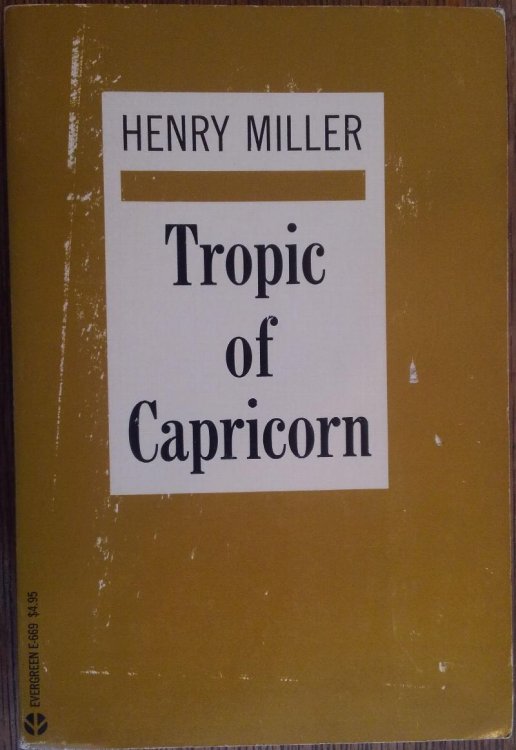 HENRY MILLER
Tropic
of
Capricorn
EVERGREEN E-669 $4.95